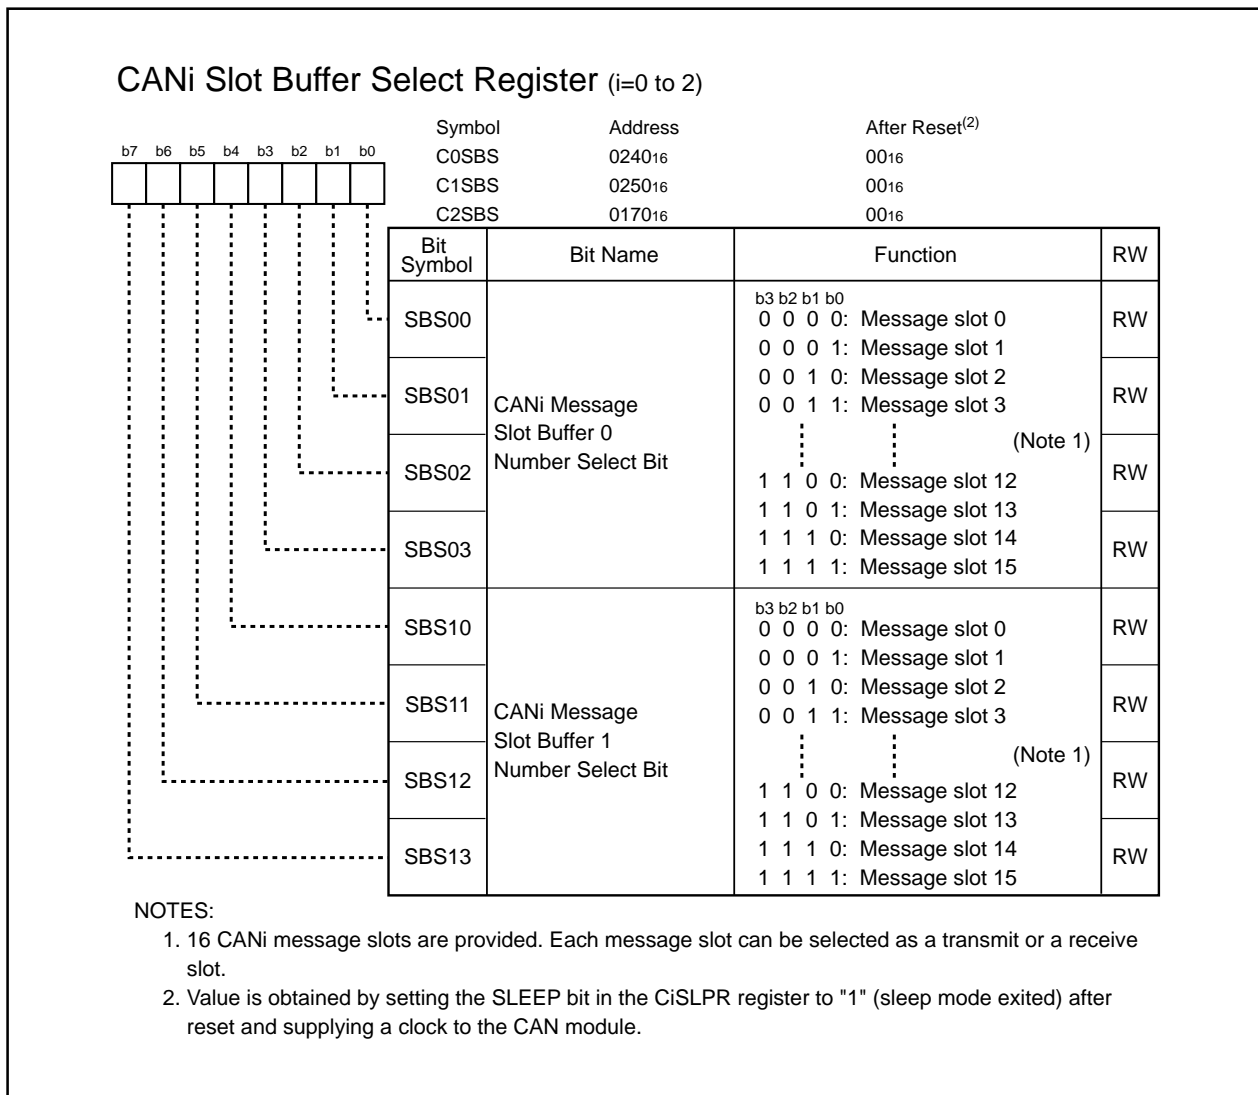 CANi Slot Buffer Select Register (i=0 to 2)
Symbol Address After Reset(2)
b7 b6 b5 b4 b3 b2 b1 b0
C0SBS 024016 0016
C1SBS 025016 0016
C2SBS 017016 0016
Bit Symbol Bit Name Function RW
SBS00
SBS01
SBS02
SBS03
CANi Message
Slot Buffer 0
Number Select Bit
b3 b2 b1 b0
0 0 0 0: Message slot 0
0 0 0 1: Message slot 1
0 0 1 0: Message slot 2
0 0 1 1: Message slot 3
(Note 1)
1 1 0 0: Message slot 12
1 1 0 1: Message slot 13
1 1 1 0: Message slot 14
1 1 1 1: Message slot 15
RW
RW
RW
RW
SBS10
SBS11
SBS12
SBS13
CANi Message
Slot Buffer 1
Number Select Bit
b3 b2 b1 b0
0 0 0 0: Message slot 0
0 0 0 1: Message slot 1
0 0 1 0: Message slot 2
0 0 1 1: Message slot 3
(Note 1)
1 1 0 0: Message slot 12
1 1 0 1: Message slot 13
1 1 1 0: Message slot 14
1 1 1 1: Message slot 15
RW
RW
RW
RW
NOTES:
1. 16 CANi message slots are provided. Each message slot can be selected as a transmit or a receive
slot.
2. Value is obtained by setting the SLEEP bit in the CiSLPR register to "1" (sleep mode exited) after
reset and supplying a clock to the CAN module.